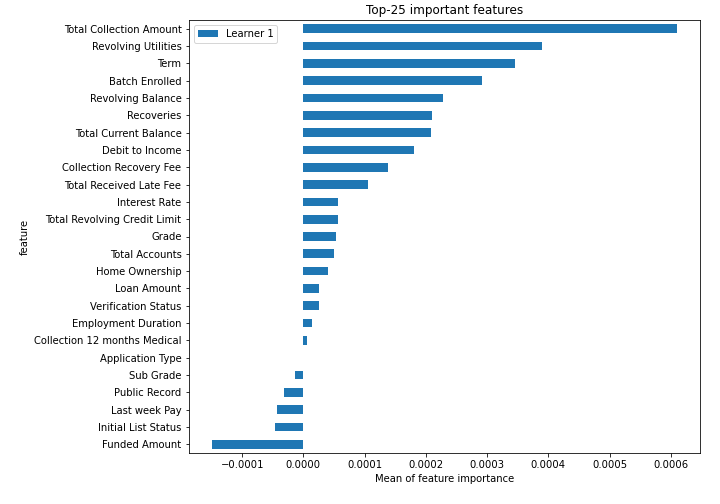 Top-25 important features
Learner 1
Total Collection Amount
Revolving Utilities
Term
Batch Enrolled
Revolving Balance
Recoveries
Total Current Balance
Debit to Income
Collection Recovery Fee
Total Received Late Fee
Interest Rate
Total Revolving Credit Limit
Grade
Total Accounts
Home Ownership
Loan Amount
Verification Status
Employment Duration
Collection 12 months Medical
Application Type
Sub Grade
Public Record
Last week Pay
Initial List Status
Funded Amount
feature
−0.0001 0.0000 0.0001 0.0002 0.0003 0.0004 0.0005 0.0006
Mean of feature importance